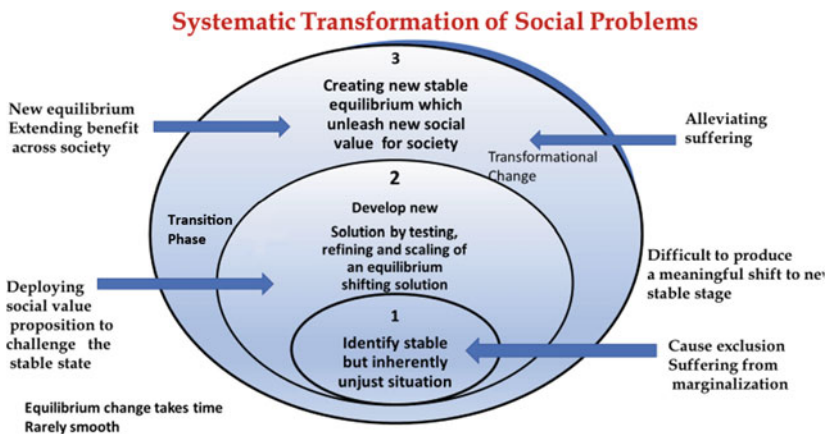 Systematic Transformation of Social Problems
3
Creating new stable
equilibrium which
unleash new social
value for society
New equilibrium
Extending benefit
across society
Alleviating
suffering
Transformational
Change
2
Develop new
Solution by testing,
refining and scaling of
an equilibrium
shifting solution
Transition
Phase
Difficult to produce
a meaningful shift to new
stable stage
Deploying
social value
proposition to
challenge the
stable state
1
Identify stable
but inherently
unjust situation
Cause exclusion
Suffering from
marginalization
Equilibrium change takes time
Rarely smooth